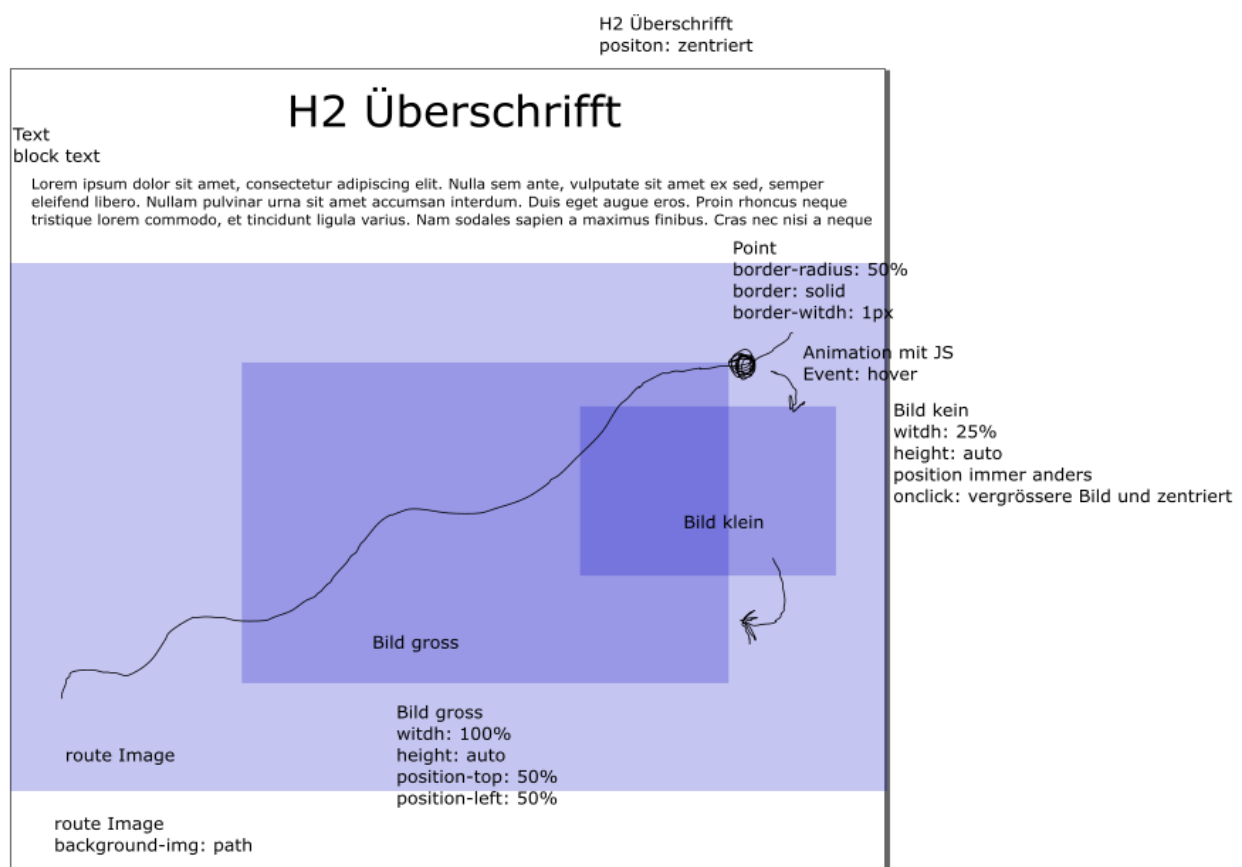 H2 Überschrifft
positon: zentriert
H2 Überschrifft
Text
block text
Lorem ipsum dolor sit amet, consectetur adipiscing elit. Nulla sem ante, vulputate sit amet ex sed, semper
eleifend libero. Nullam pulvinar urna sit amet accumsan interdum. Duis eget augue eros. Proin rhoncus neque
tristique lorem commodo, et tincidunt ligula varius. Nam sodales sapien a maximus finibus. Cras nec nisi a neque
Point
border-radius: 50%
border: solid
border-witdh: 1px
Animation mit JS
Event: hover
Bild kein
witdh: 25%
height: auto
position immer anders
onclick: vergrössere Bild und zentriert
Bild klein
Bild gross
Bild gross
witdh: 100%
height: auto
position-top: 50%
position-left: 50%
route Image
route Image
background-img: path